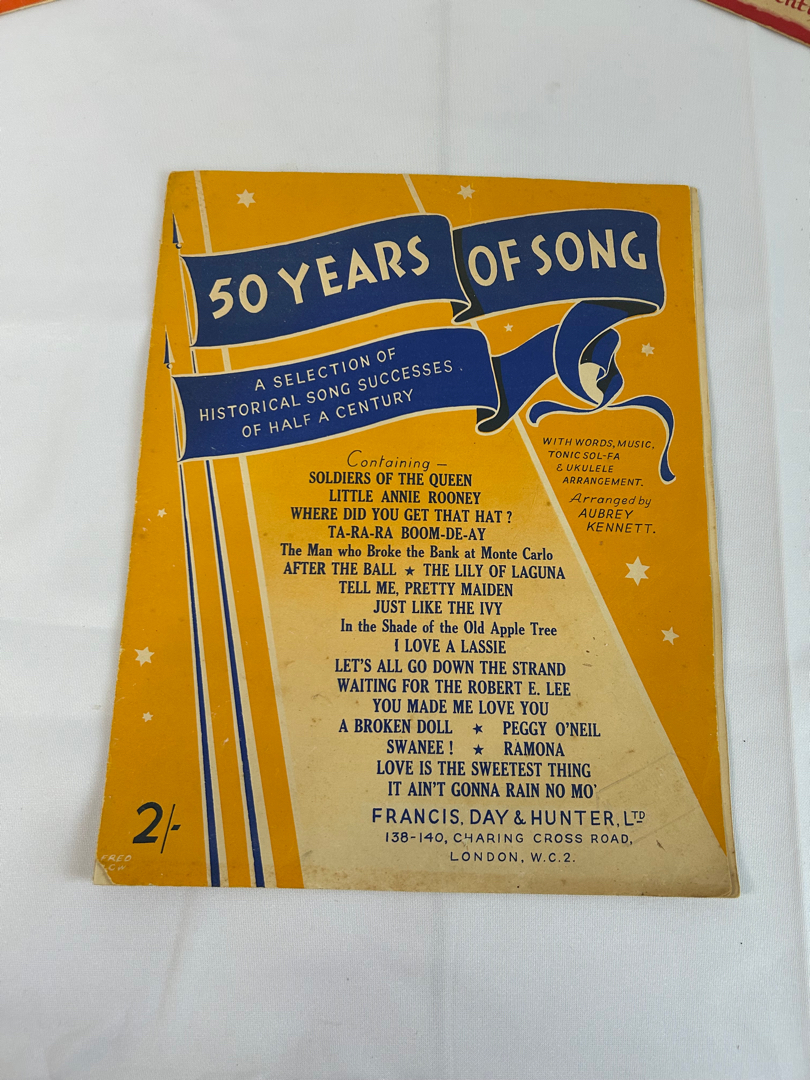 50 YEARS OF SONG
A SELECTION OF
HISTORICAL SONG SUCCESSES
OF HALF A CENTURY
WITH WORDS, MUSIC,
TONIC SOL-FA
& UKULELE
ARRANGEMENT.
Arranged by
AUBREY
KENNETT.
Containing —
SOLDIERS OF THE QUEEN
LITTLE ANNIE ROONEY
WHERE DID YOU GET THAT HAT?
TA-RA-RA BOOM-DE-AY
The Man who Broke the Bank at Monte Carlo
AFTER THE BALL ★ THE LILY OF LAGUNA
TELL ME, PRETTY MAIDEN
JUST LIKE THE IVY
In the Shade of the Old Apple Tree
I LOVE A LASSIE
LET'S ALL GO DOWN THE STRAND
WAITING FOR THE ROBERT E. LEE
YOU MADE ME LOVE YOU
A BROKEN DOLL ★ PEGGY O'NEIL
SWANEE! ★ RAMONA
LOVE IS THE SWEETEST THING
IT AIN'T GONNA RAIN NO MO'
2/-
FRANCIS, DAY & HUNTER, LTD
138-140, CHARING CROSS ROAD,
LONDON, W.C.2.
FRED